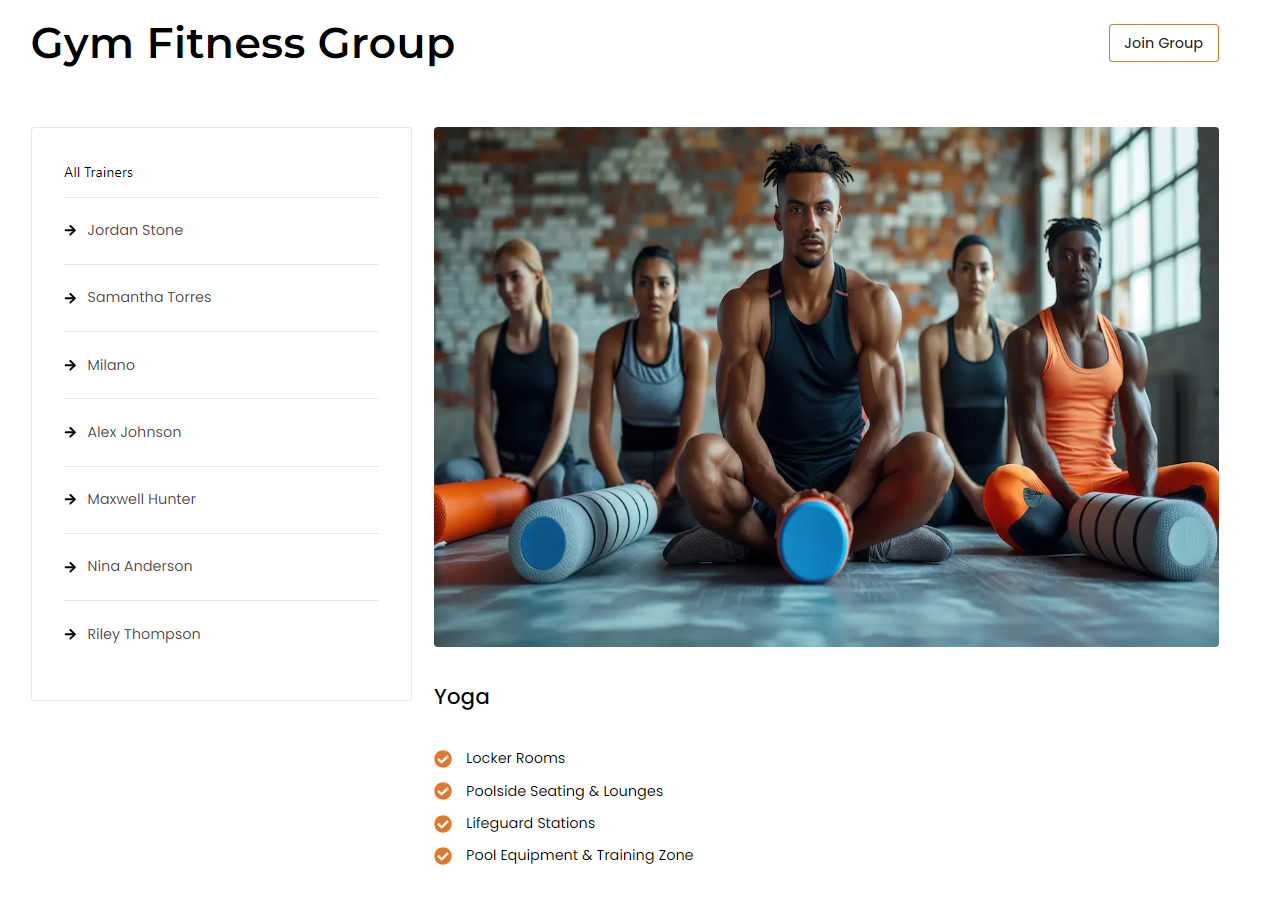 Gym Fitness Group
Join Group
All Trainers
Jordan Stone
Samantha Torres
Milano
Alex Johnson
Maxwell Hunter
Nina Anderson
Riley Thompson
Yoga
Locker Rooms
Poolside Seating & Lounges
Lifeguard Stations
Pool Equipment & Training Zone